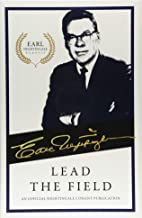 EARL
NIGHTINGALE
Earl Nightingale
LEAD
THE FIELD
AN OFFICIAL NIGHTINGALE CONANT PUBLICATION